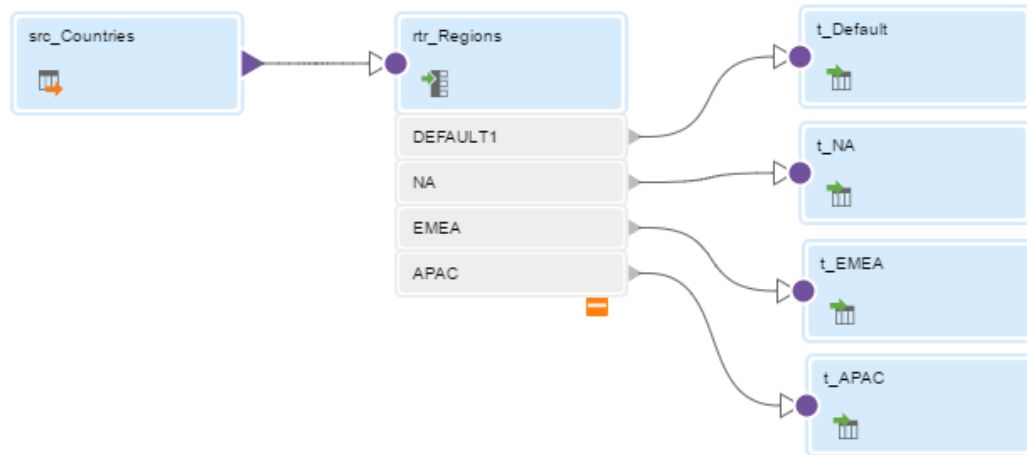 src_Countries
rtr_Regions
DEFAULT1
NA
EMEA
APAC
t_Default
t_NA
t_EMEA
t_APAC